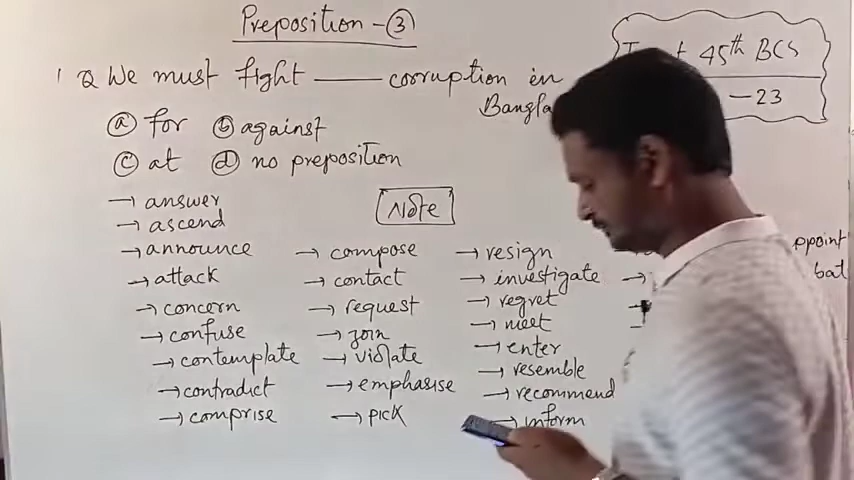 Preposition - ③
45th BCS
- 23
1 Q We must fight ____ corruption in
Bangla
ⓐ for ⓑ against
ⓒ at ⓓ no preposition
Note
→ answer
→ ascend
→ announce
→ attack
→ concern
→ confuse
→ contemplate
→ contradict
→ comprise
→ compose
→ contact
→ request
→ join
→ violate
→ emphasise
→ pick
→ resign
→ investigate
→ regret
→ meet
→ enter
→ resemble
→ recommend
→ inform
ppoint
bat